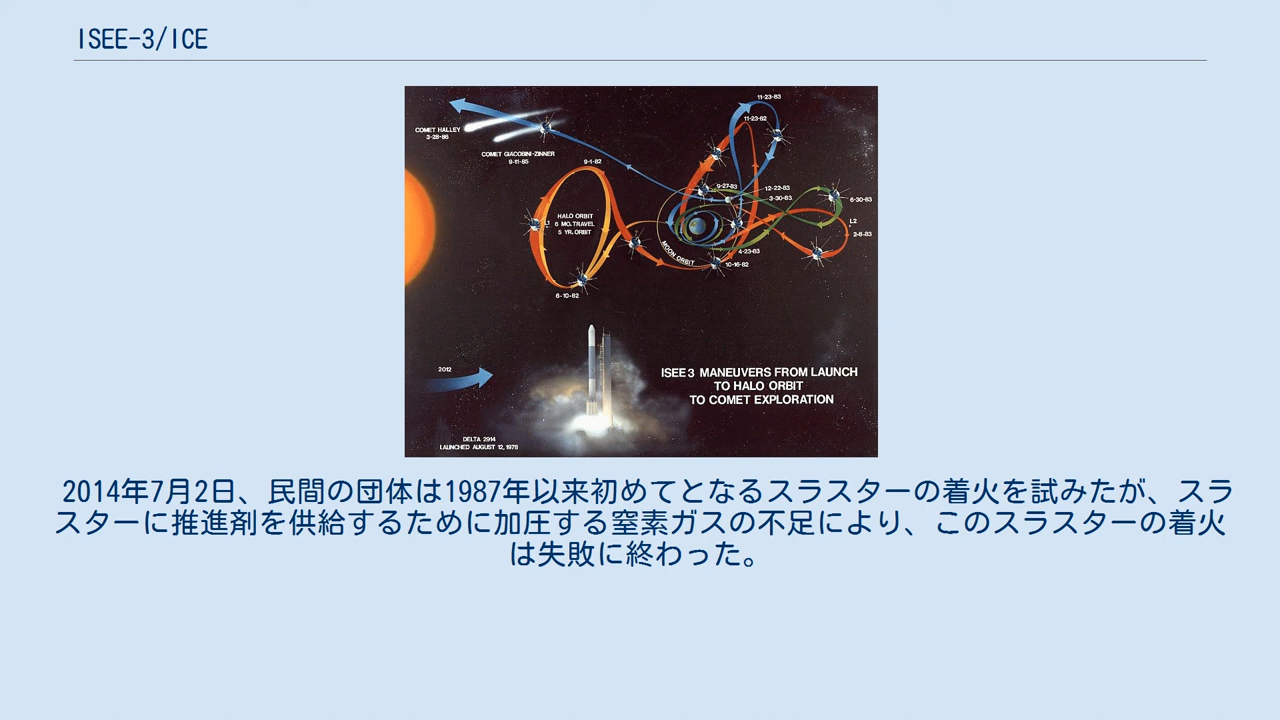 ISEE-3/ICE
11-23-83
COMET HALLEY
3-28-86
11-23-82
COMET GIACOBINI-ZINNER
9-11-85
9-1-82
9-27-83
12-22-83
3-30-83
6-30-83
L1
HALO ORBIT
6 MO. TRAVEL
5 YR. ORBIT
L2
2-8-83
MOON ORBIT
4-23-83
10-16-82
6-10-82
2012
ISEE 3 MANEUVERS FROM LAUNCH
TO HALO ORBIT
TO COMET EXPLORATION
DELTA 2914
LAUNCHED AUGUST 12, 1978
2014年7月2日、民間の団体は1987年以来初めてとなるスラスターの着火を試みたが、スラ
スターに推進剤を供給するために加圧する窒素ガスの不足により、このスラスターの着火
は失敗に終わった。